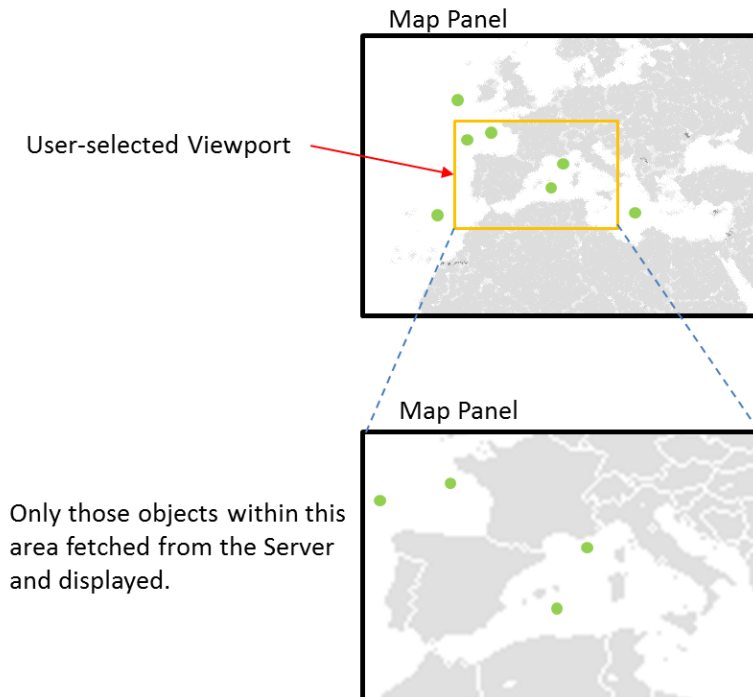 Map Panel
User-selected Viewport
Map Panel
Only those objects within this
area fetched from the Server
and displayed.